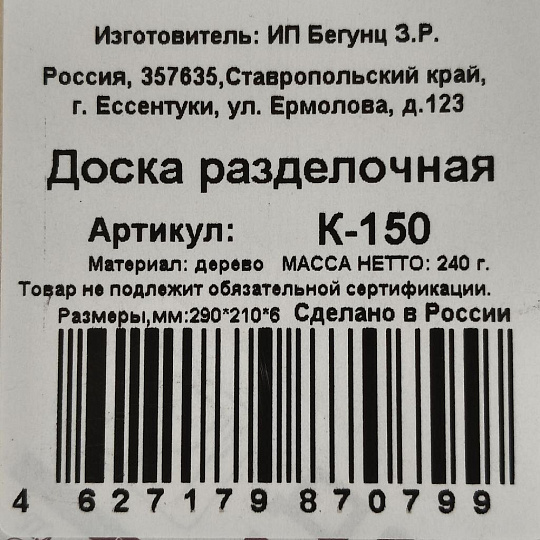 Изготовитель: ИП Бегунц З.Р.
Россия, 357635,Ставропольский край,
г. Ессентуки, ул. Ермолова, д.123
Доска разделочная
Артикул: К-150
Материал: дерево МАССА НЕТТО: 240 г.
Товар не подлежит обязательной сертификации.
Размеры,мм:290*210*6 Сделано в России
4 627179 870799